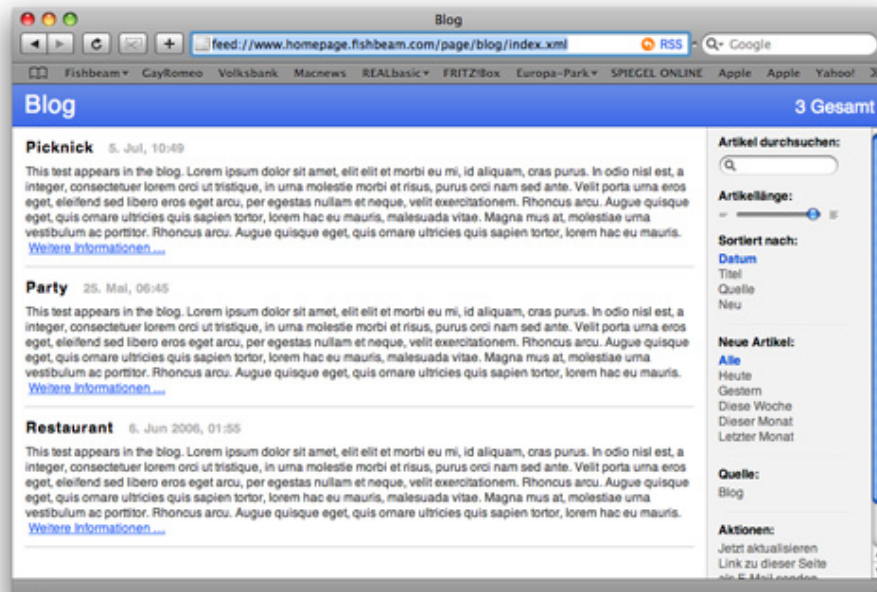 Blog
feed://www.homepage.fishbeam.com/page/blog/index.xml RSS Google
Fishbeam GayRomeo Volksbank Macnews REALbasic FRITZ!Box Europa-Park SPIEGEL ONLINE Apple Apple Yahoo!
Blog 3 Gesamt
Picknick 5. Jul, 10:49
This test appears in the blog. Lorem ipsum dolor sit amet, elit elit et morbi eu mi, id aliquam, cras purus. In odio nisl est, a
integer, consectetuer lorem orci ut tristique, in urna molestie morbi et risus, purus orci nam sed ante. Velit porta urna eros
eget, eleifend sed libero eros eget arcu, per egestas nullam et neque, velit exercitationem. Rhoncus arcu. Augue quisque
eget, quis ornare ultricies quis sapien tortor, lorem hac eu mauris, malesuada vitae. Magna mus at, molestiae urna
vestibulum ac porttitor. Rhoncus arcu. Augue quisque eget, quis ornare ultricies quis sapien tortor, lorem hac eu mauris.
Weitere Informationen ...
Party 25. Mai, 06:45
This test appears in the blog. Lorem ipsum dolor sit amet, elit elit et morbi eu mi, id aliquam, cras purus. In odio nisl est, a
integer, consectetuer lorem orci ut tristique, in urna molestie morbi et risus, purus orci nam sed ante. Velit porta urna eros
eget, eleifend sed libero eros eget arcu, per egestas nullam et neque, velit exercitationem. Rhoncus arcu. Augue quisque
eget, quis ornare ultricies quis sapien tortor, lorem hac eu mauris, malesuada vitae. Magna mus at, molestiae urna
vestibulum ac porttitor. Rhoncus arcu. Augue quisque eget, quis ornare ultricies quis sapien tortor, lorem hac eu mauris.
Weitere Informationen ...
Restaurant 6. Jun 2006, 01:55
This test appears in the blog. Lorem ipsum dolor sit amet, elit elit et morbi eu mi, id aliquam, cras purus. In odio nisl est, a
integer, consectetuer lorem orci ut tristique, in urna molestie morbi et risus, purus orci nam sed ante. Velit porta urna eros
eget, eleifend sed libero eros eget arcu, per egestas nullam et neque, velit exercitationem. Rhoncus arcu. Augue quisque
eget, quis ornare ultricies quis sapien tortor, lorem hac eu mauris, malesuada vitae. Magna mus at, molestiae urna
vestibulum ac porttitor. Rhoncus arcu. Augue quisque eget, quis ornare ultricies quis sapien tortor, lorem hac eu mauris.
Weitere Informationen ...
Artikel durchsuchen:
Artikellänge:
Sortiert nach:
Datum
Titel
Quelle
Neu
Neue Artikel:
Alle
Heute
Gestern
Diese Woche
Dieser Monat
Letzter Monat
Quelle:
Blog
Aktionen:
Jetzt aktualisieren
Link zu dieser Seite
als E-Mail senden